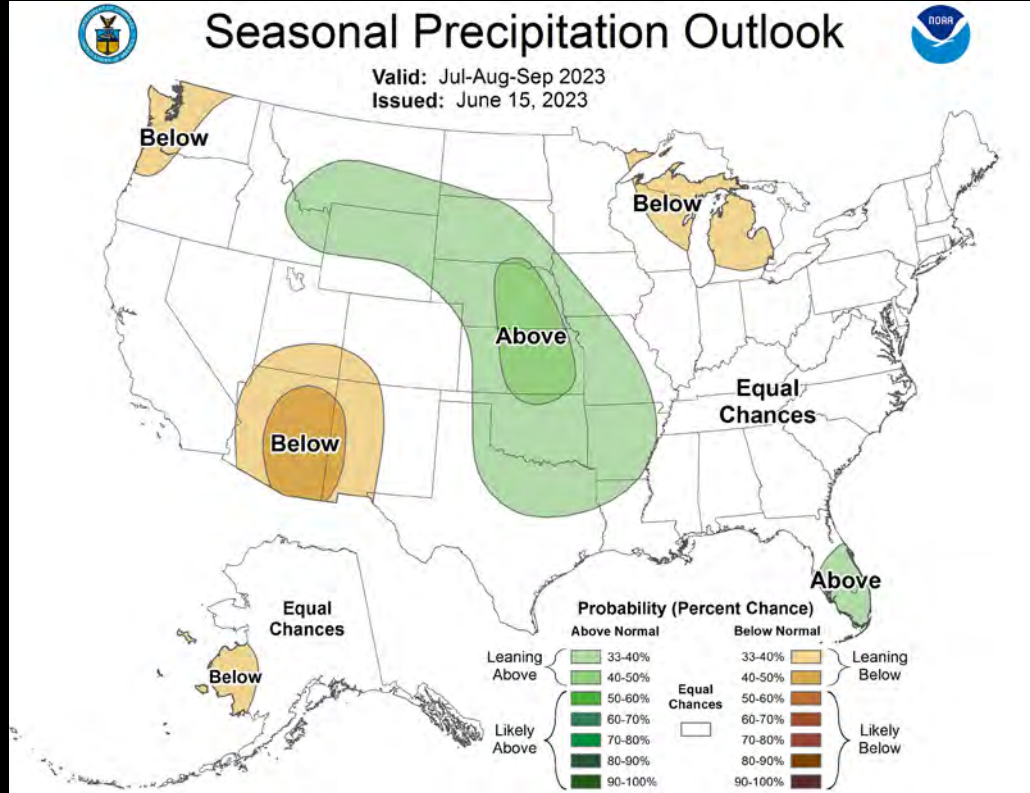 Seasonal Precipitation Outlook
NOAA
Valid: Jul-Aug-Sep 2023
Issued: June 15, 2023
Below
Below
Above
Equal
Chances
Below
Above
Equal
Chances
Below
Probability (Percent Chance)
Above Normal
Below Normal
Leaning
Above
33-40%
40-50%
Likely
Above
50-60%
60-70%
70-80%
80-90%
90-100%
Equal
Chances
33-40%
40-50%
Leaning
Below
50-60%
60-70%
70-80%
80-90%
90-100%
Likely
Below